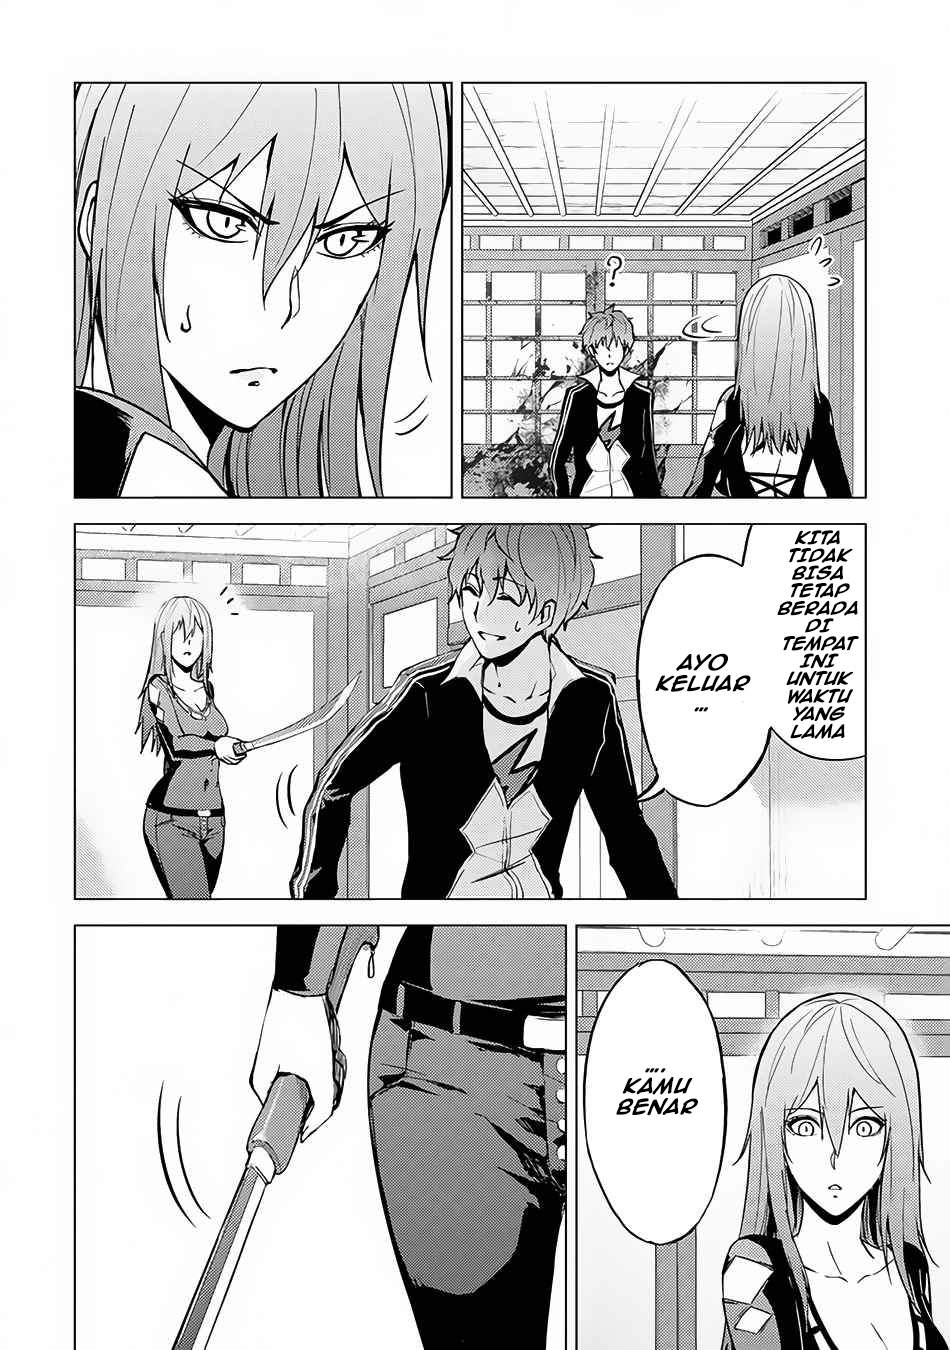 ?
KITA
TIDAK
BISA
TETAP
BERADA
DI
TEMPAT
INI
UNTUK
WAKTU
YANG
LAMA
AYO
KELUAR
...
....
KAMU
BENAR